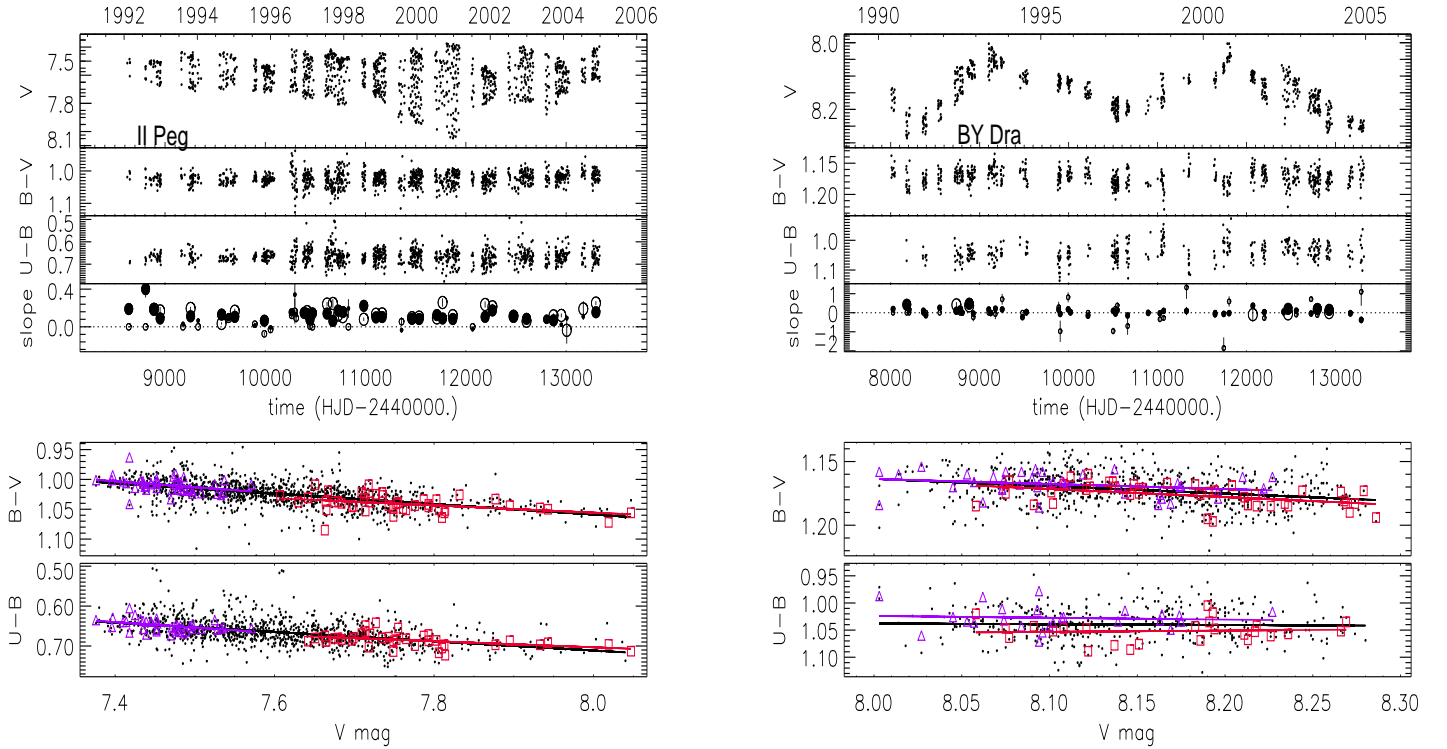 1992 1994 1996 1998 2000 2002 2004 2006
7.5
7.8
8.1
V
II Peg
1.0
1.1
B-V
0.5
0.6
0.7
U-B
0.4
0.0
slope
9000 10000 11000 12000 13000
time (HJD-2440000.)
0.95
1.00
1.05
1.10
B-V
0.50
0.60
0.70
U-B
7.4 7.6 7.8 8.0
V mag
1990 1995 2000 2005
8.0
8.2
V
BY Dra
1.15
1.20
B-V
1.0
1.1
U-B
1
0
-1
-2
slope
8000 9000 10000 11000 12000 13000
time (HJD-2440000.)
1.15
1.20
B-V
0.95
1.00
1.05
1.10
U-B
8.00 8.05 8.10 8.15 8.20 8.25 8.30
V mag